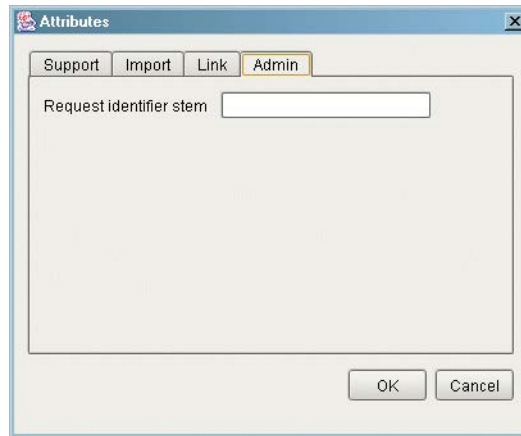 Attributes
Support Import Link Admin
Request identifier stem
OK Cancel